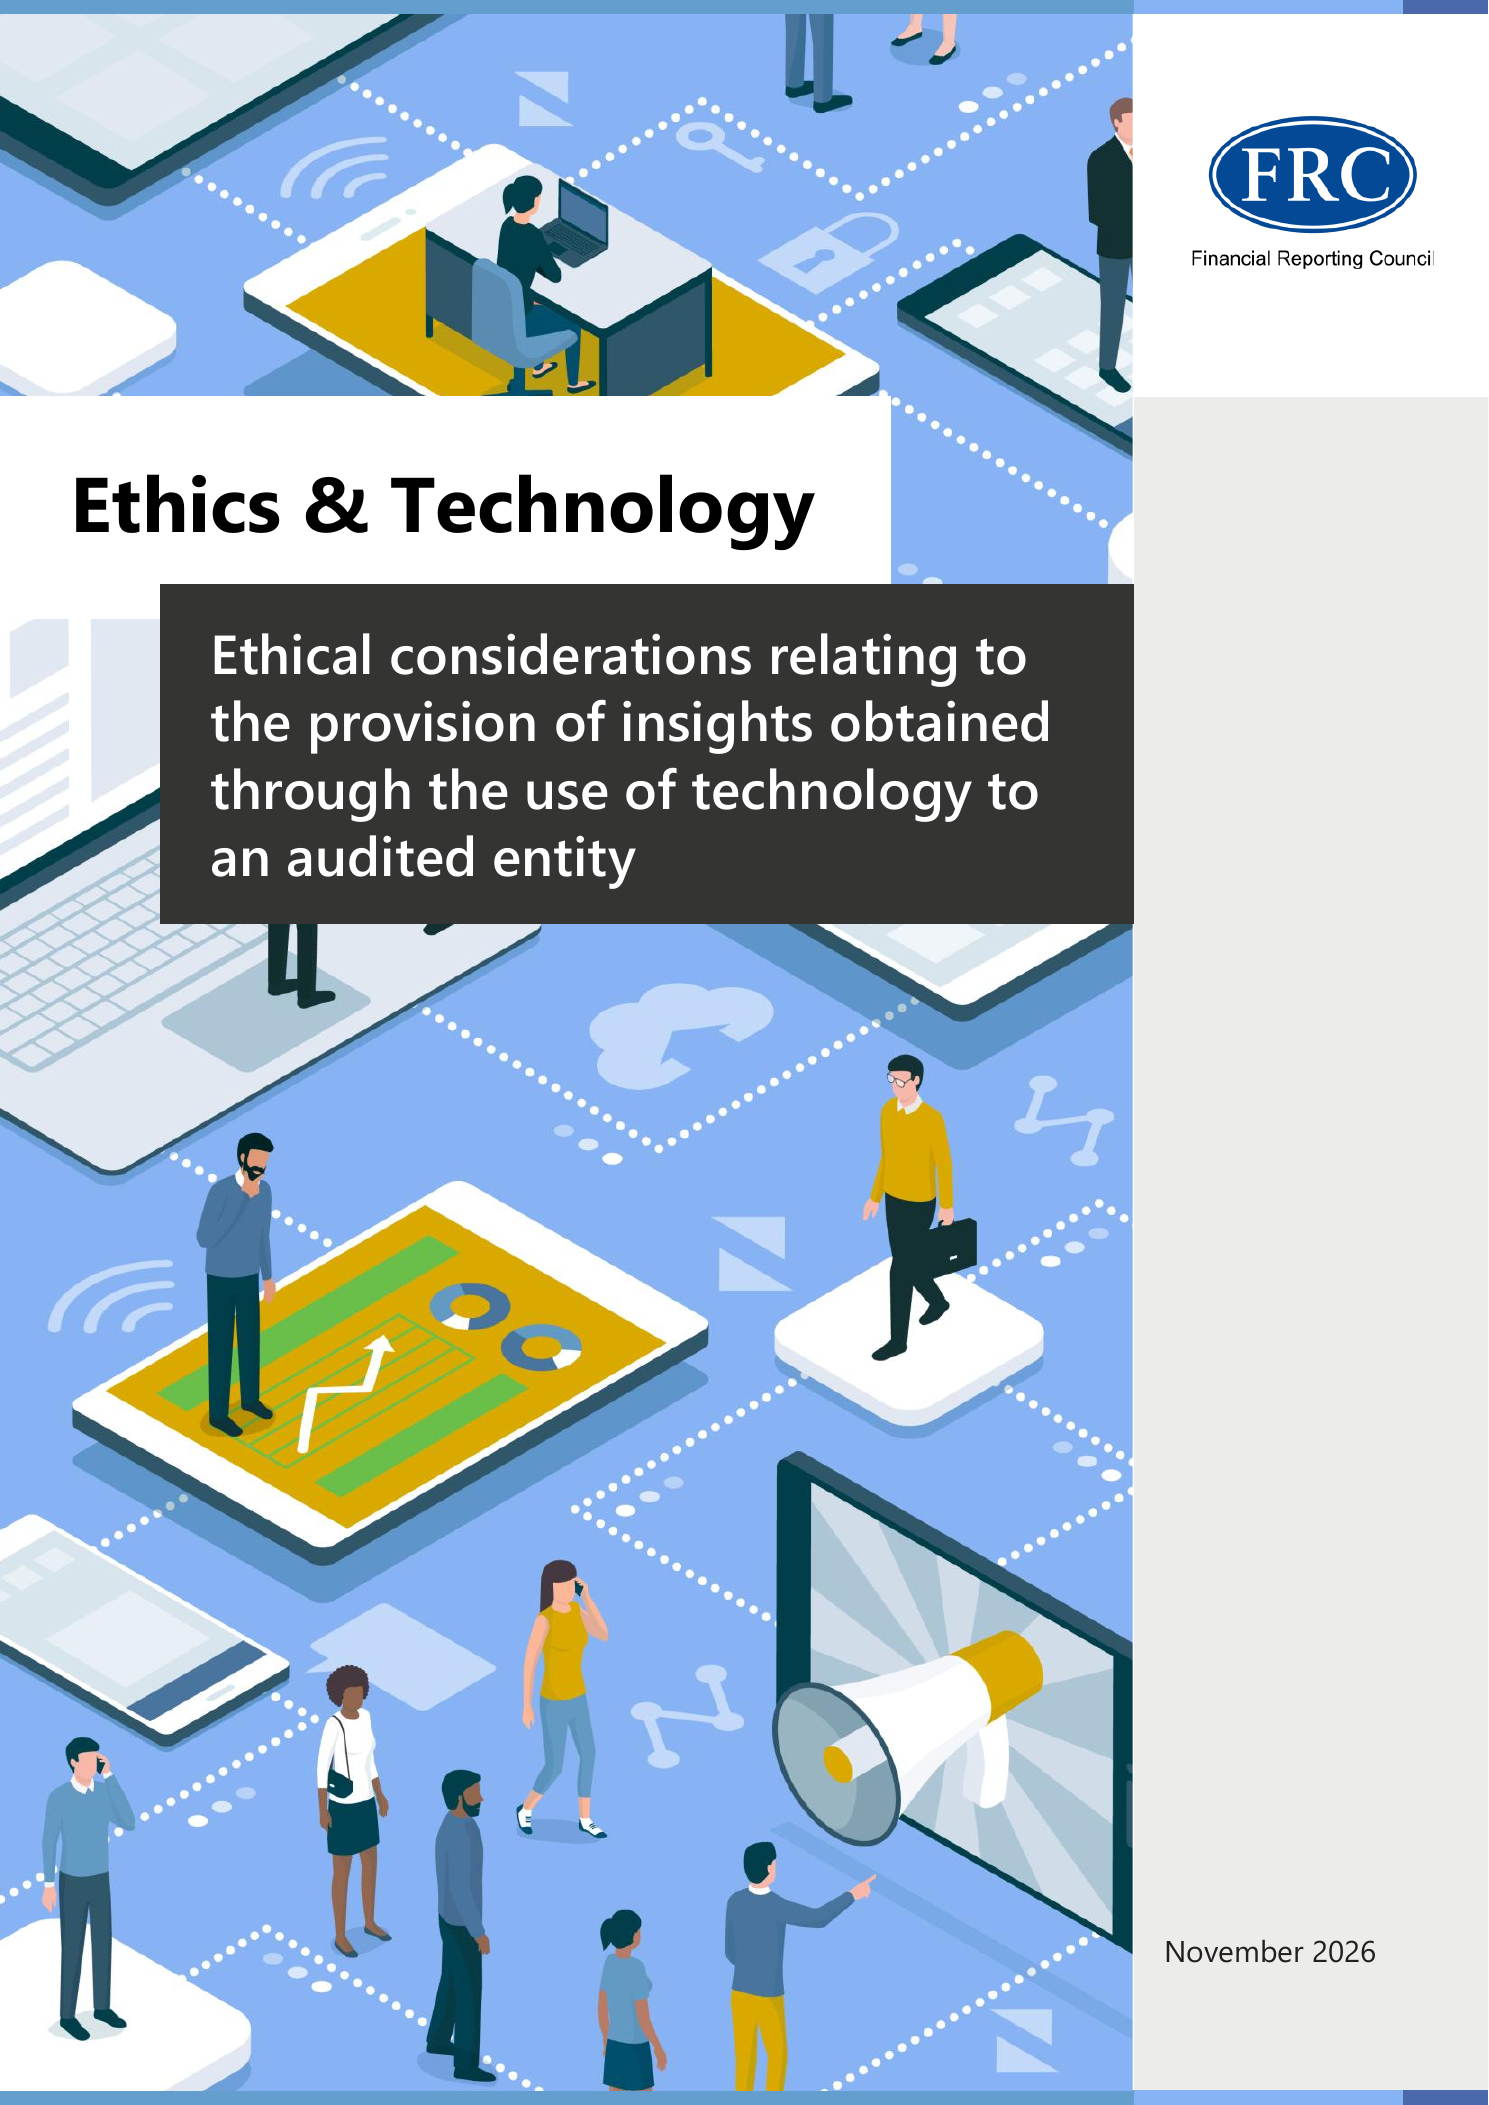 FRC
Financial Reporting Council
Ethics & Technology
Ethical considerations relating to
the provision of insights obtained
through the use of technology to
an audited entity
November 2026